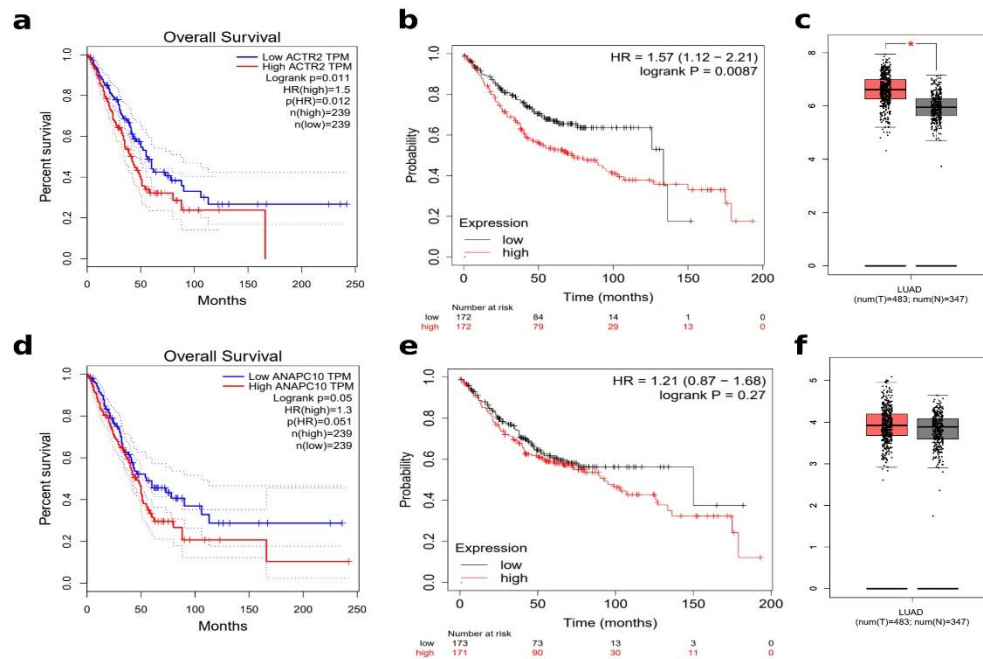 a
Overall Survival
Low ACTR2 TPM
High ACTR2 TPM
Logrank p=0.011
HR(high)=1.5
p(HR)=0.012
n(high)=239
n(low)=239
Percent survival
0.0 0.2 0.4 0.6 0.8 1.0
0 50 100 150 200 250
Months
b
HR = 1.57 (1.12 − 2.21)
logrank P = 0.0087
Probability
0.0 0.2 0.4 0.6 0.8 1.0
Expression
low
high
0 50 100 150 200
Time (months)
Number at risk
low 172 84 14 1 0
high 172 79 29 13 0
c
*
0 2 4 6 8
LUAD
(num(T)=483; num(N)=347)
d
Overall Survival
Low ANAPC10 TPM
High ANAPC10 TPM
Logrank p=0.05
HR(high)=1.3
p(HR)=0.051
n(high)=239
n(low)=239
Percent survival
0.0 0.2 0.4 0.6 0.8 1.0
0 50 100 150 200 250
Months
e
HR = 1.21 (0.87 − 1.68)
logrank P = 0.27
Probability
0.0 0.2 0.4 0.6 0.8 1.0
Expression
low
high
0 50 100 150 200
Time (months)
Number at risk
low 173 73 13 3 0
high 171 90 30 11 0
f
0 1 2 3 4 5
LUAD
(num(T)=483; num(N)=347)